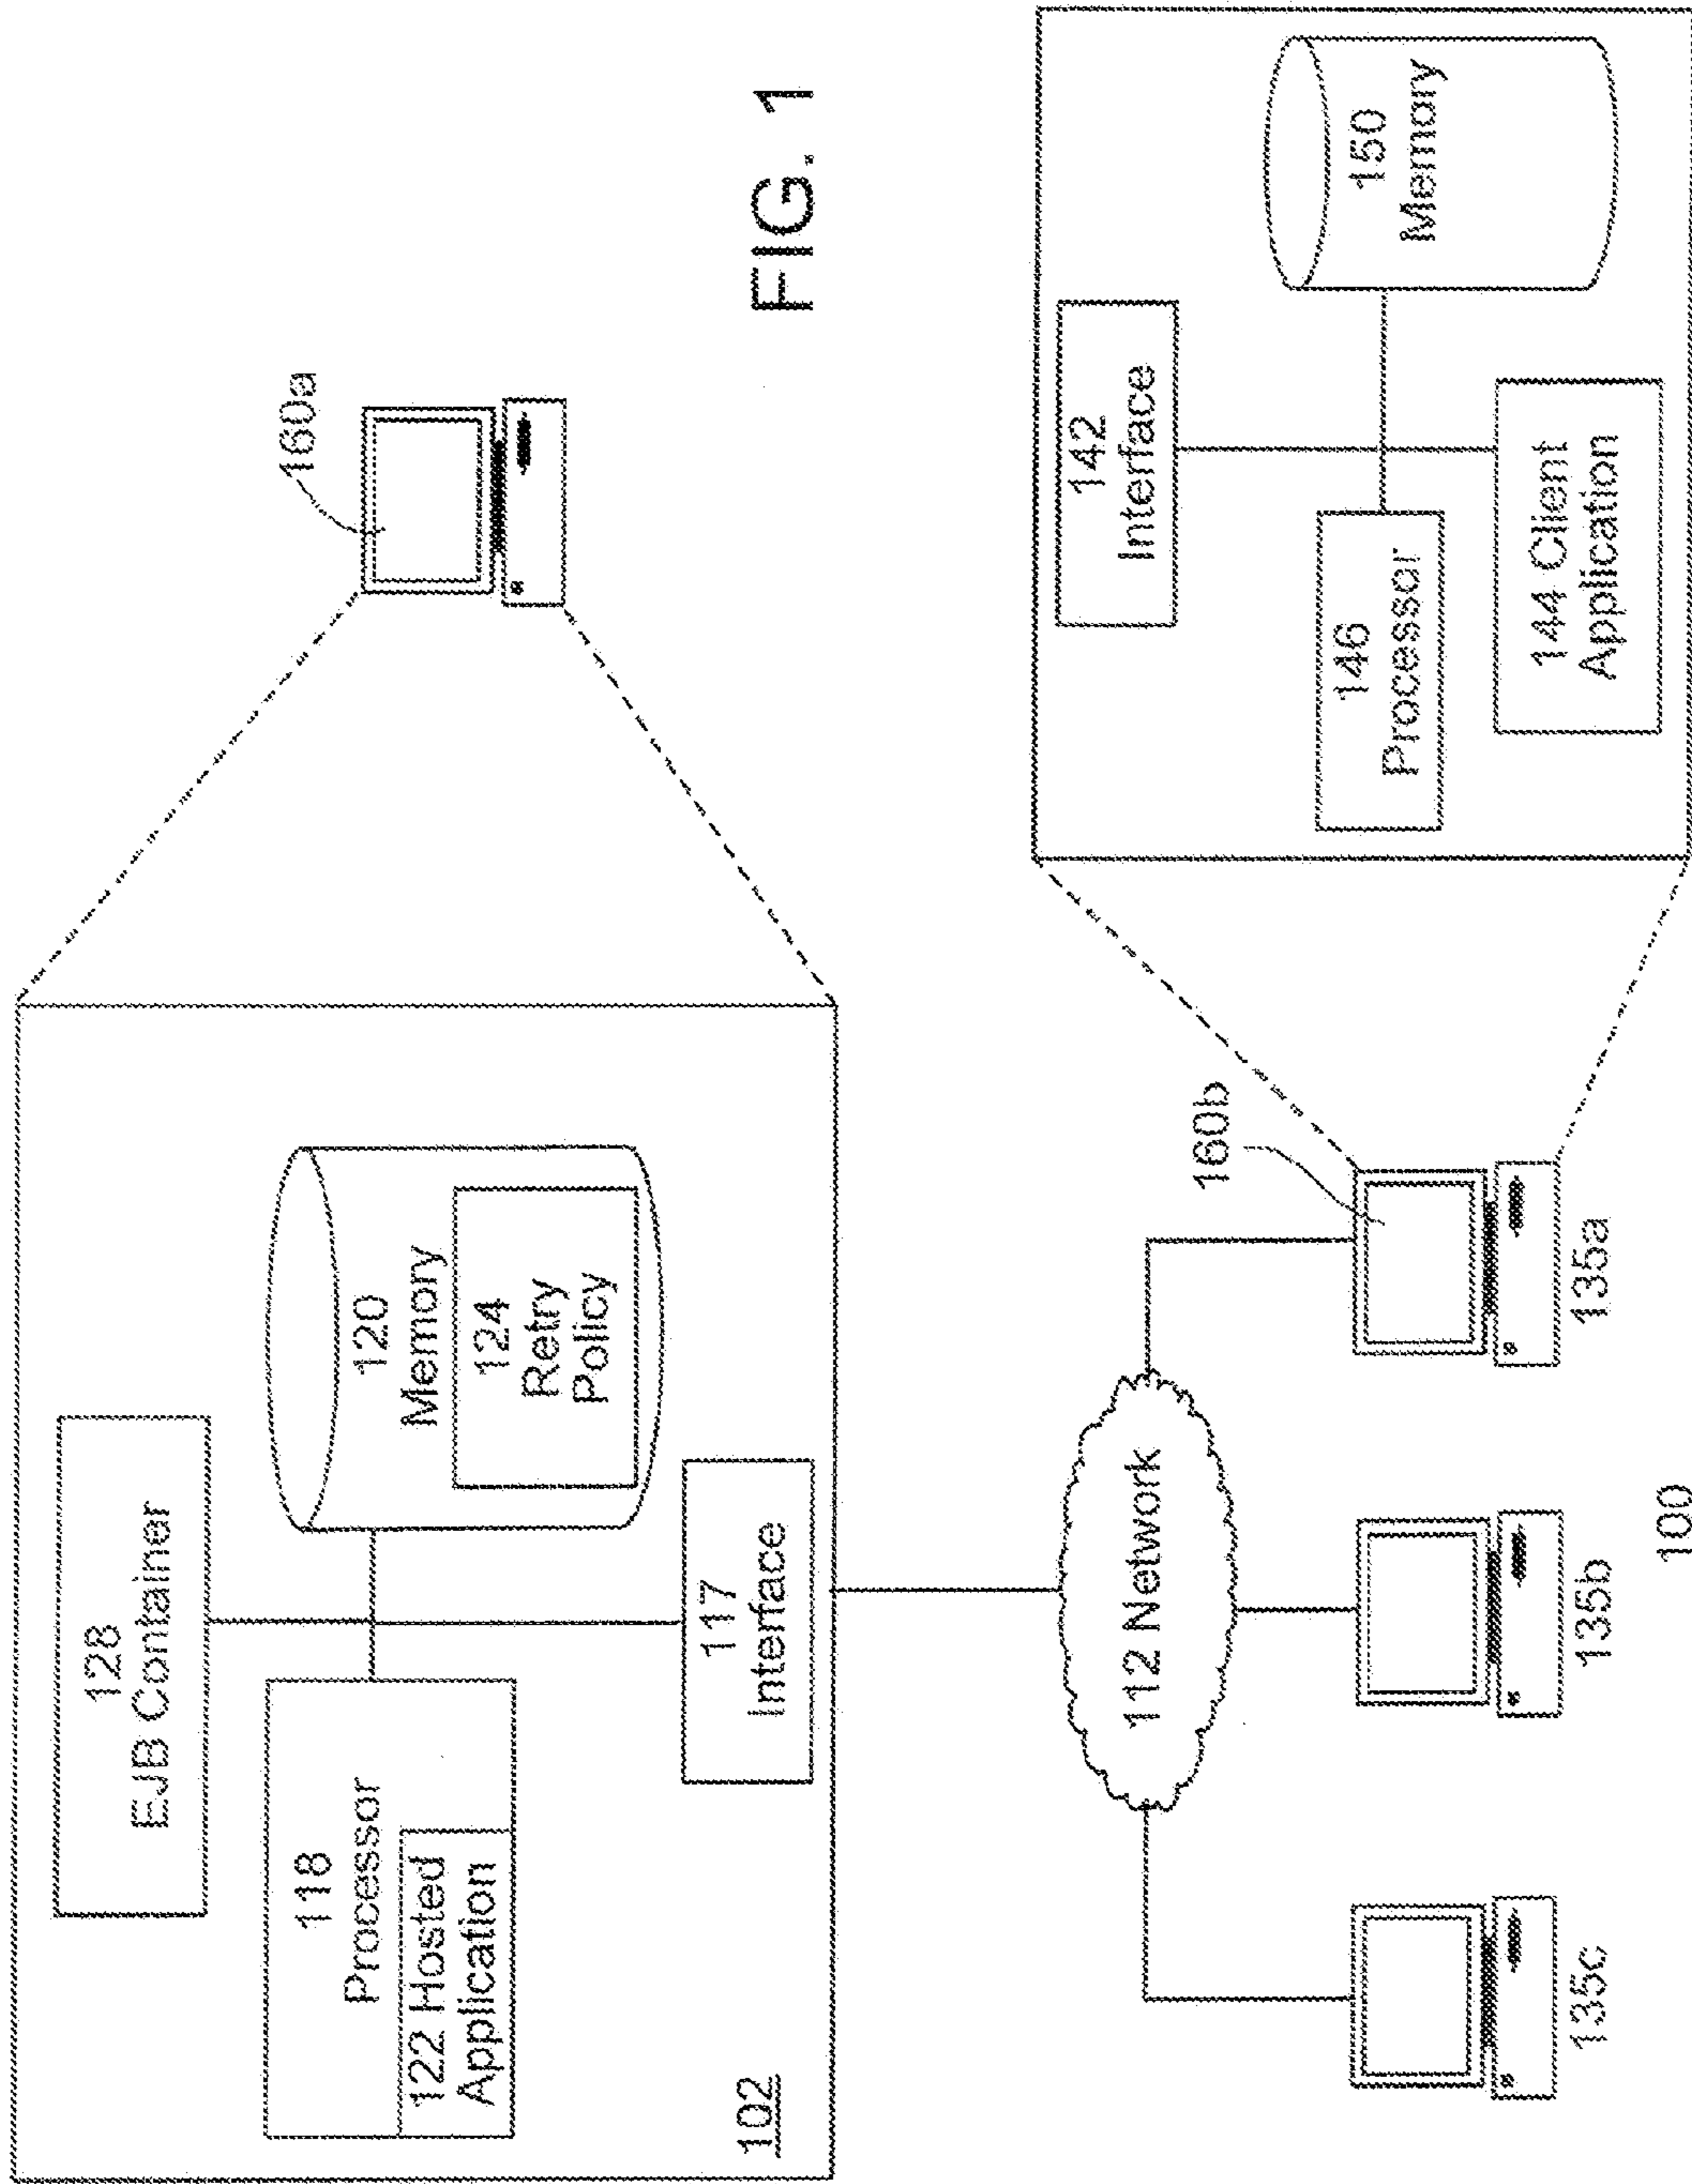 128
EJB Container
118
Processor
122 Hosted
Application
120
Memory
124
Retry
Policy
117
Interface
102
160a
FIG. 1
112 Network
160b
135c
135b
135a
100
142
Interface
146
Processor
150
Memory
144 Client
Application